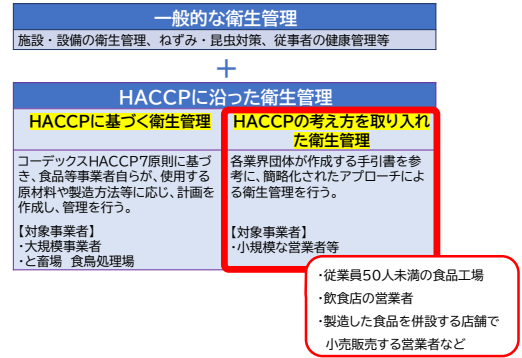 一般的な衛生管理
施設・設備の衛生管理、ねずみ・昆虫対策、従事者の健康管理等
+
HACCPに沿った衛生管理
HACCPに基づく衛生管理
コーデックスHACCP7原則に基づ
き、食品等事業者自らが、使用する
原材料や製造方法等に応じ、計画を
作成し、管理を行う。
【対象事業者】
・大規模事業者
・と畜場　食鳥処理場
HACCPの考え方を取り入れ
た衛生管理
各業界団体が作成する手引書を参
考に、簡略化されたアプローチによ
る衛生管理を行う。
【対象事業者】
・小規模な営業者等
・従業員50人未満の食品工場
・飲食店の営業者
・製造した食品を併設する店舗で
小売販売する営業者など